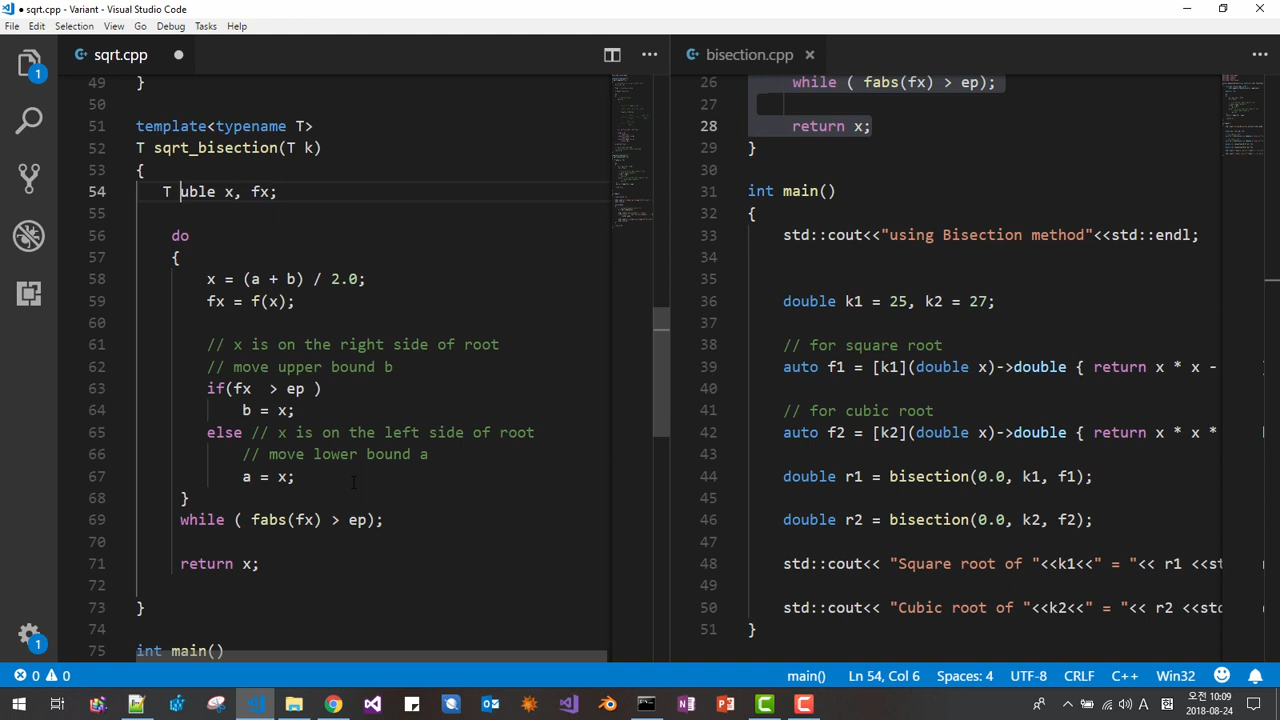 sqrt.cpp - Variant - Visual Studio Code
File Edit Selection View Go Debug Tasks Help
sqrt.cpp
49 }
50
51 template<typename T>
52 T sqrt_bisection(T k)
53 {
54 T uble x, fx;
55
56 do
57 {
58 x = (a + b) / 2.0;
59 fx = f(x);
60
61 // x is on the right side of root
62 // move upper bound b
63 if(fx  > ep )
64 b = x;
65 else // x is on the left side of root
66 // move lower bound a
67 a = x;
68 }
69 while ( fabs(fx) > ep);
70
71 return x;
72
73 }
74
75 int main()
bisection.cpp
26 while ( fabs(fx) > ep);
27
28 return x;
29 }
30
31 int main()
32 {
33 std::cout<<"using Bisection method"<<std::endl;
34
35
36 double k1 = 25, k2 = 27;
37
38 // for square root
39 auto f1 = [k1](double x)->double { return x * x -
40
41 // for cubic root
42 auto f2 = [k2](double x)->double { return x * x *
43
44 double r1 = bisection(0.0, k1, f1);
45
46 double r2 = bisection(0.0, k2, f2);
47
48 std::cout<< "Square root of "<<k1<<" = "<< r1 <<st
49
50 std::cout<< "Cubic root of "<<k2<<" = "<< r2 <<std
51 }
1
1
0 0 main() Ln 54, Col 6 Spaces: 4 UTF-8 CRLF C++ Win32
A 오전 10:09
2018-08-24